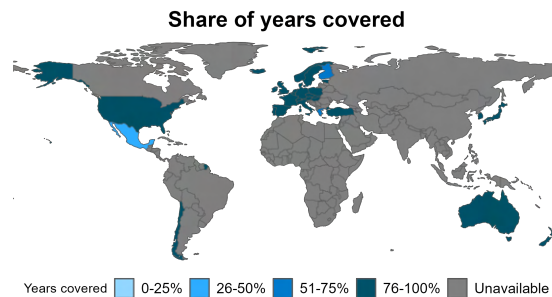 Share of years covered
Years covered 0-25% 26-50% 51-75% 76-100% Unavailable